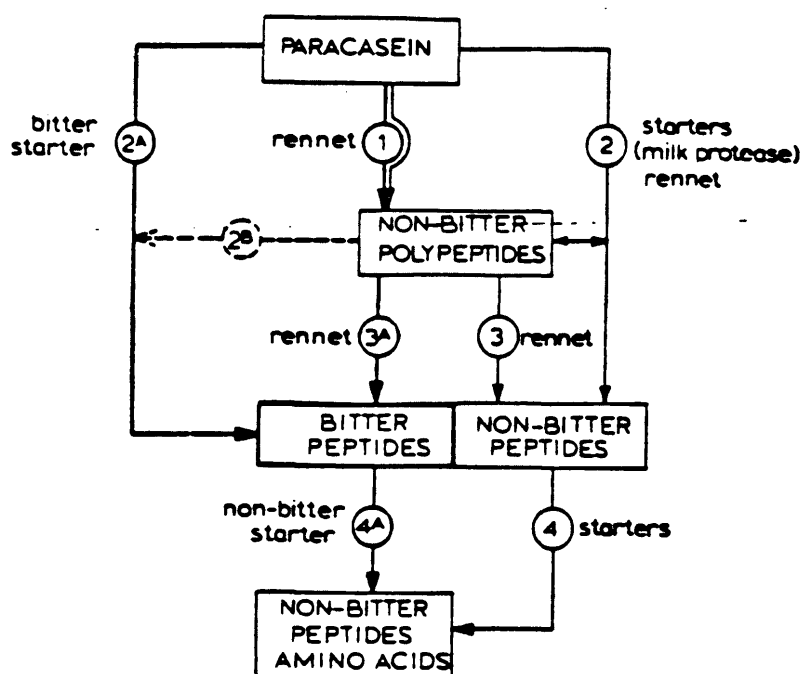 PARACASEIN
bitter
starter
2A
rennet
1
2
starters
(milk protease)
rennet
2B
NON-BITTER
POLYPEPTIDES
rennet
3A
3
rennet
BITTER
PEPTIDES
NON-BITTER
PEPTIDES
non-bitter
starter
4A
4
starters
NON-BITTER
PEPTIDES
AMINO ACIDS